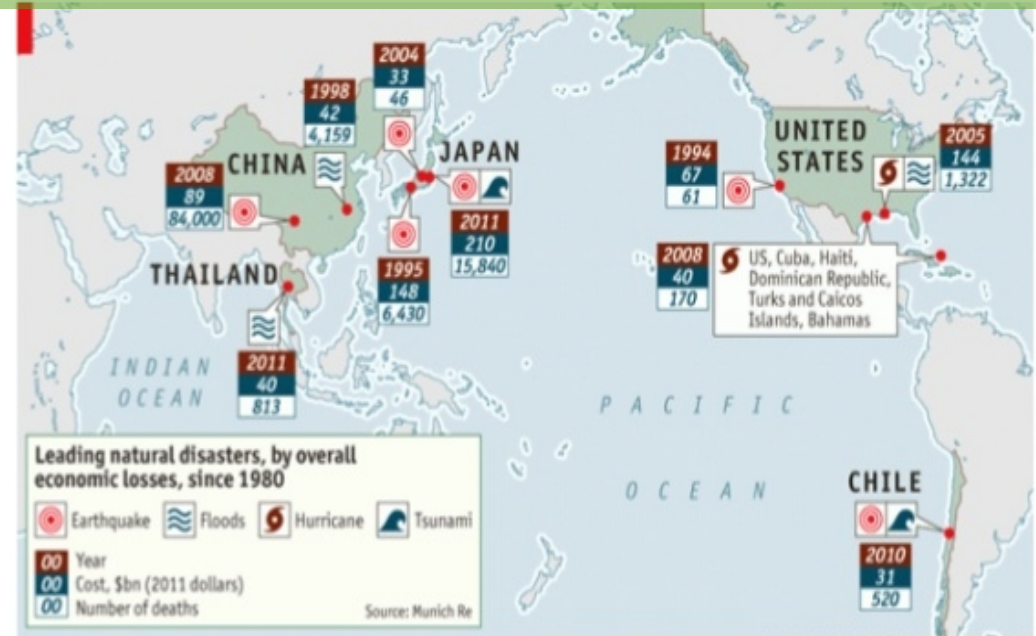 2004
33
46
1998
42
4,159
CHINA
JAPAN
2008
89
84,000
2011
210
15,840
THAILAND
1995
148
6,430
2011
40
813
INDIAN
OCEAN
UNITED
STATES
2005
144
1,322
1994
67
61
2008
40
170
US, Cuba, Haiti,
Dominican Republic,
Turks and Caicos
Islands, Bahamas
PACIFIC
OCEAN
CHILE
2010
31
520
Leading natural disasters, by overall
economic losses, since 1980
Earthquake Floods Hurricane Tsunami
00 Year
00 Cost, $bn (2011 dollars)
00 Number of deaths
Source: Munich Re